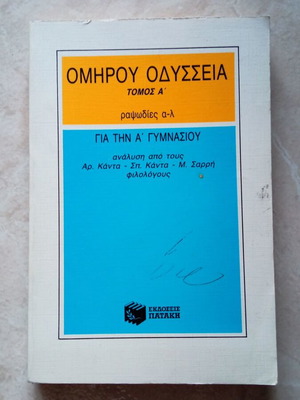 ΟΜΗΡΟΥ ΟΔΥΣΣΕΙΑ
ΤΟΜΟΣ Α΄
ραψωδίες α-λ
ΓΙΑ ΤΗΝ Α΄ ΓΥΜΝΑΣΙΟΥ
ανάλυση από τους
Αρ. Κάντα - Σπ. Κάντα - Μ. Σαρρή
φιλολόγους
ΕΚΔΟΣΕΙΣ
ΠΑΤΑΚΗ